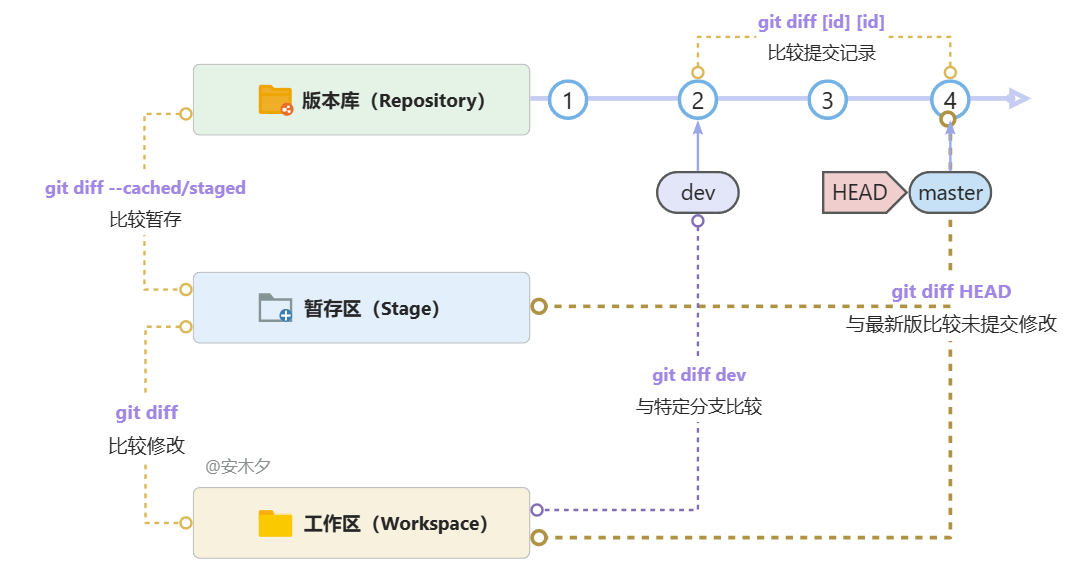 git diff [id] [id]
比较提交记录
版本库（Repository）
1
2
3
4
git diff --cached/staged
比较暂存
dev
HEAD
master
暂存区（Stage）
git diff HEAD
与最新版比较未提交修改
git diff dev
与特定分支比较
git diff
比较修改
@安木夕
工作区（Workspace）